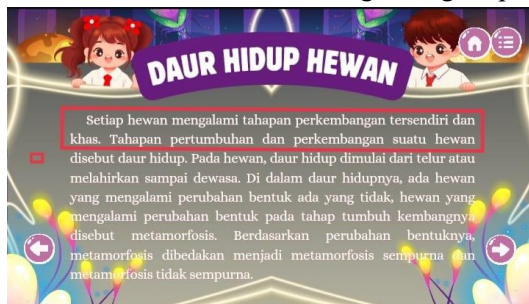 DAUR HIDUP HEWAN
Setiap hewan mengalami tahapan perkembangan tersendiri dan
khas. Tahapan pertumbuhan dan perkembangan suatu hewan
disebut daur hidup. Pada hewan, daur hidup dimulai dari telur atau
melahirkan sampai dewasa. Di dalam daur hidupnya, ada hewan
yang mengalami perubahan bentuk ada yang tidak, hewan yang
mengalami perubahan bentuk pada tahap tumbuh kembangnya
disebut metamorfosis. Berdasarkan perubahan bentuknya,
metamorfosis dibedakan menjadi metamorfosis sempurna dan
metamorfosis tidak sempurna.